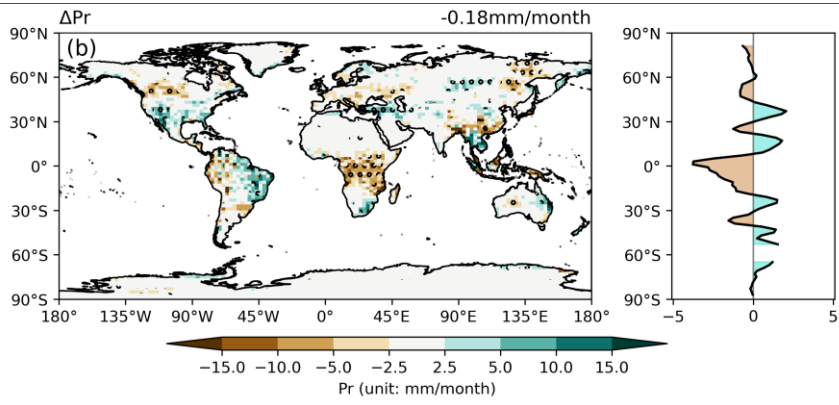 ΔPr
-0.18mm/month
(b)
90°N
60°N
30°N
0°
30°S
60°S
90°S
180°
135°W
90°W
45°W
0°
45°E
90°E
135°E
180°
90°N
60°N
30°N
0°
30°S
60°S
90°S
−5
0
5
−15.0
−10.0
−5.0
−2.5
2.5
5.0
10.0
15.0
Pr (unit: mm/month)